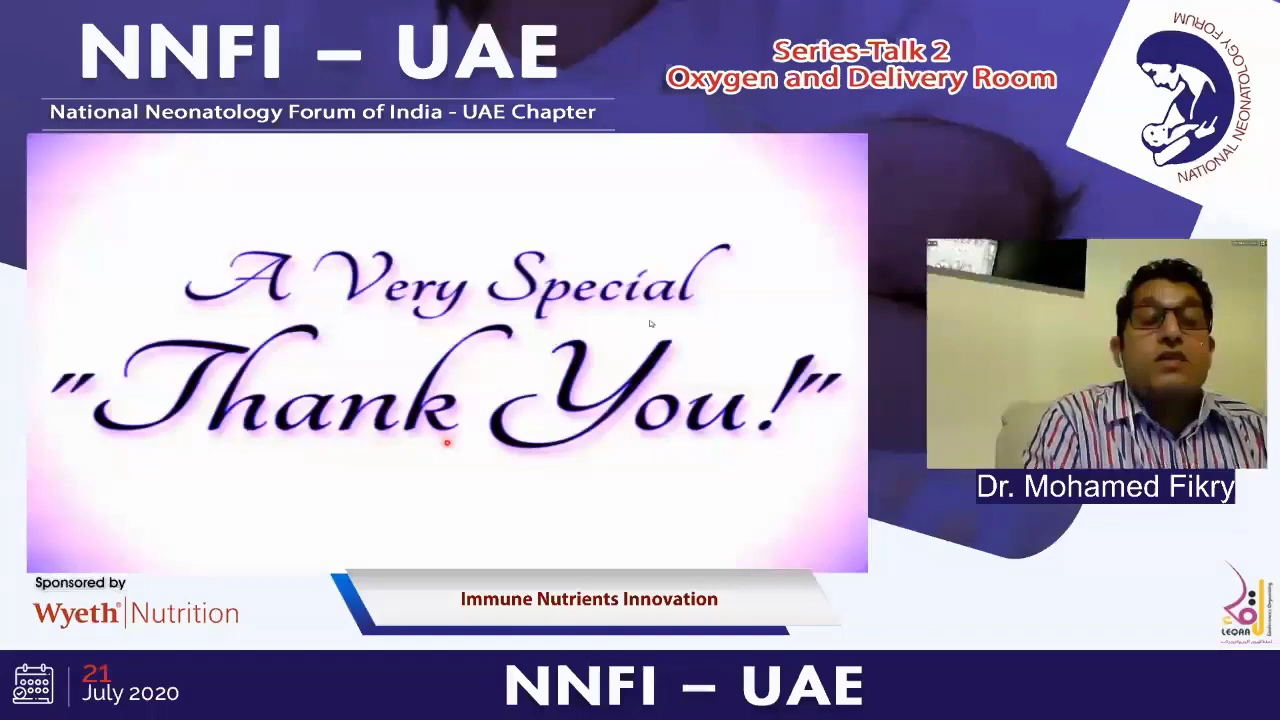 NNFI – UAE
National Neonatology Forum of India - UAE Chapter
Series-Talk 2
Oxygen and Delivery Room
NATIONAL NEONATOLOGY FORUM
A Very Special
"Thank You!"
Dr. Mohamed Fikry
Sponsored by
Wyeth® Nutrition
Immune Nutrients Innovation
LEQAA
21
July 2020
NNFI – UAE